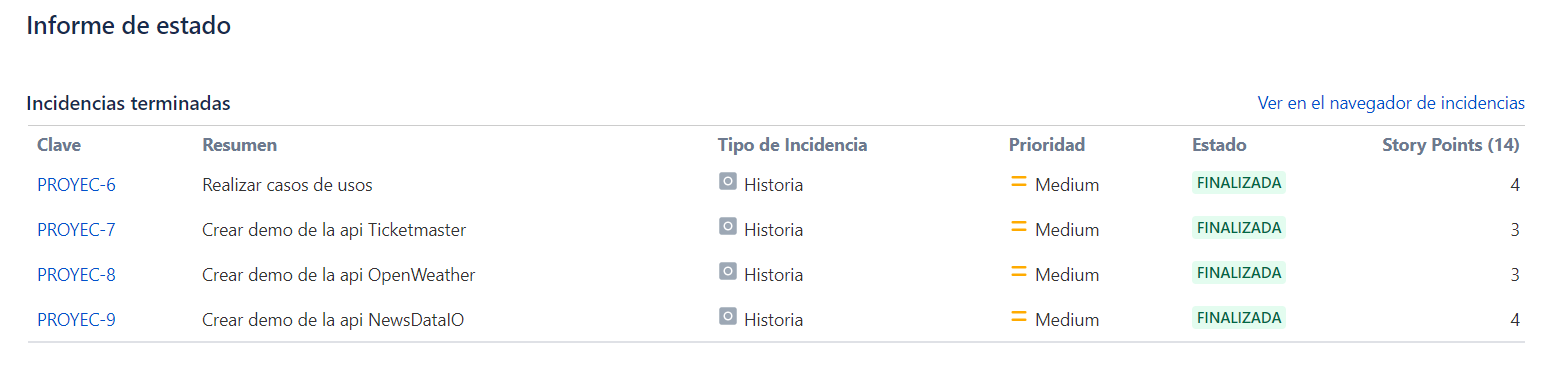 Informe de estado
Incidencias terminadas Ver en el navegador de incidencias
Clave Resumen Tipo de Incidencia Prioridad Estado Story Points (14)
PROYEC-6 Realizar casos de usos Historia Medium FINALIZADA 4
PROYEC-7 Crear demo de la api Ticketmaster Historia Medium FINALIZADA 3
PROYEC-8 Crear demo de la api OpenWeather Historia Medium FINALIZADA 3
PROYEC-9 Crear demo de la api NewsDataIO Historia Medium FINALIZADA 4